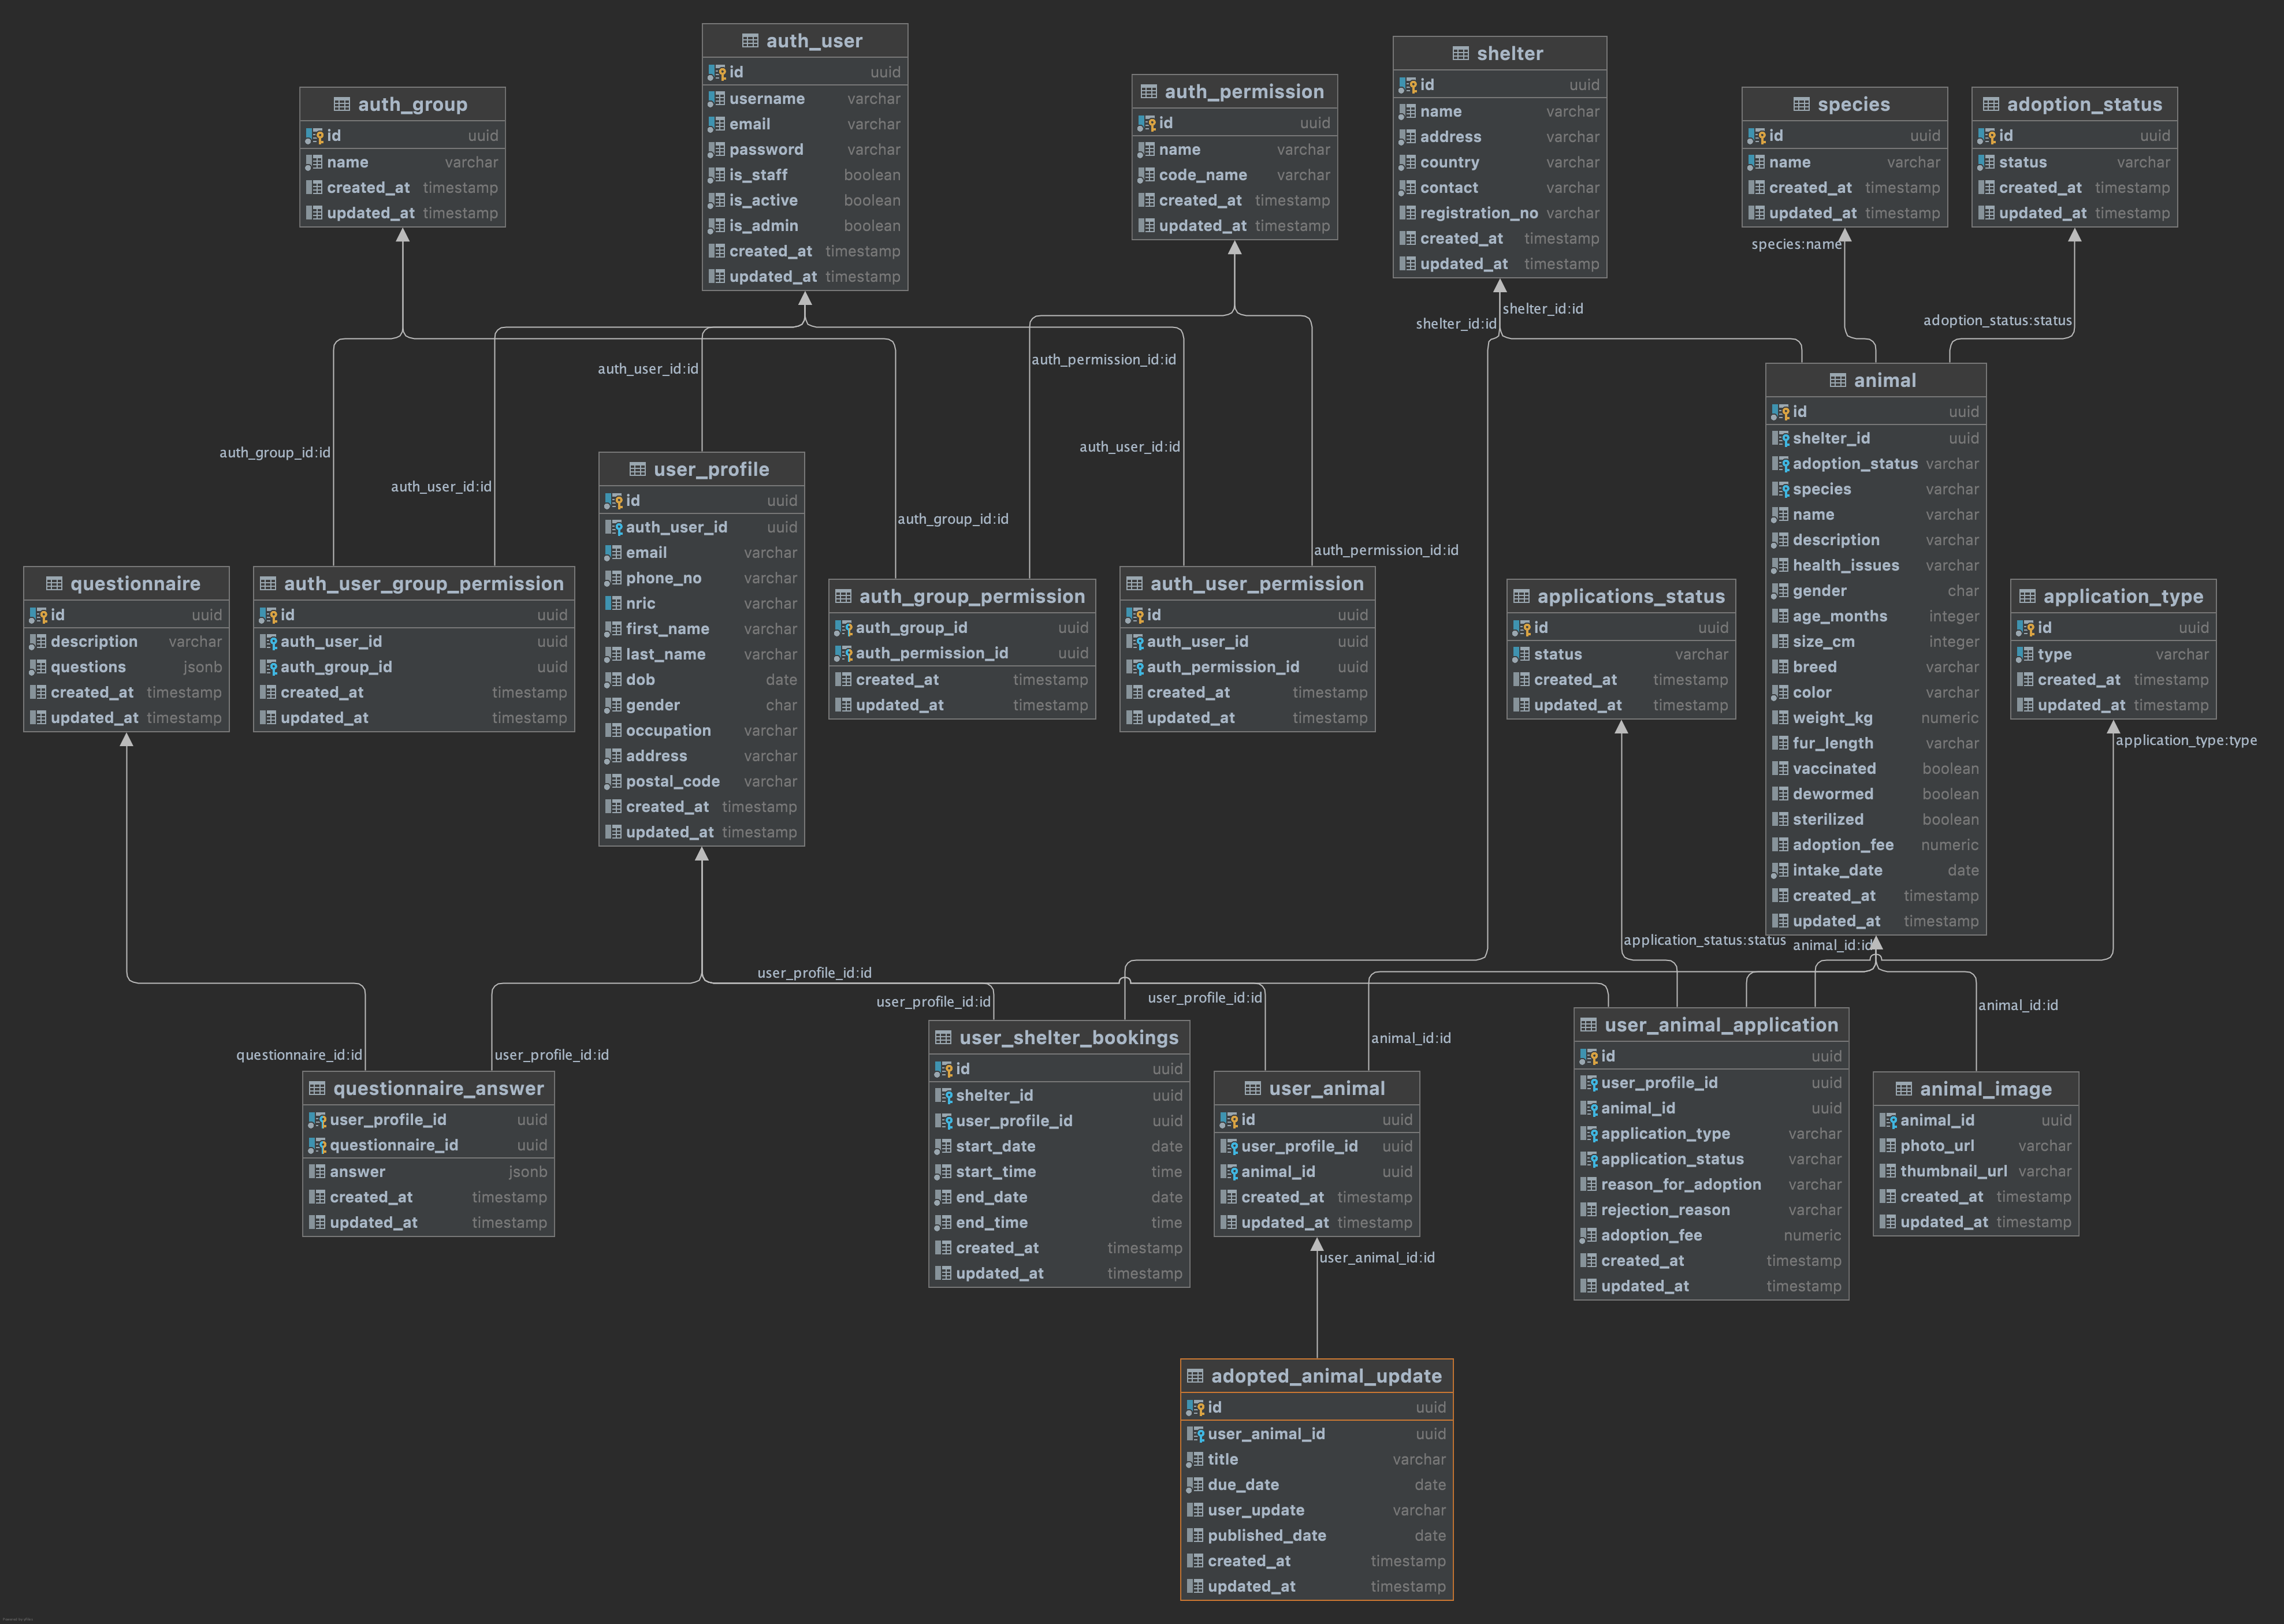 auth_user
id uuid
username varchar
email varchar
password varchar
is_staff boolean
is_active boolean
is_admin boolean
created_at timestamp
updated_at timestamp
shelter
id uuid
name varchar
address varchar
country varchar
contact varchar
registration_no varchar
created_at timestamp
updated_at timestamp
auth_permission
id uuid
name varchar
code_name varchar
created_at timestamp
updated_at timestamp
auth_group
id uuid
name varchar
created_at timestamp
updated_at timestamp
species
id uuid
name varchar
created_at timestamp
updated_at timestamp
adoption_status
id uuid
status varchar
created_at timestamp
updated_at timestamp
species:name
shelter_id:id
shelter_id:id
adoption_status:status
auth_permission_id:id
auth_user_id:id
auth_user_id:id
auth_group_id:id
auth_user_id:id
auth_group_id:id
auth_permission_id:id
animal
id uuid
shelter_id uuid
adoption_status varchar
species varchar
name varchar
description varchar
health_issues varchar
gender char
age_months integer
size_cm integer
breed varchar
color varchar
weight_kg numeric
fur_length varchar
vaccinated boolean
dewormed boolean
sterilized boolean
adoption_fee numeric
intake_date date
created_at timestamp
updated_at timestamp
user_profile
id uuid
auth_user_id uuid
email varchar
phone_no varchar
nric varchar
first_name varchar
last_name varchar
dob date
gender char
occupation varchar
address varchar
postal_code varchar
created_at timestamp
updated_at timestamp
questionnaire
id uuid
description varchar
questions jsonb
created_at timestamp
updated_at timestamp
auth_user_group_permission
id uuid
auth_user_id uuid
auth_group_id uuid
created_at timestamp
updated_at timestamp
auth_group_permission
auth_group_id uuid
auth_permission_id uuid
created_at timestamp
updated_at timestamp
auth_user_permission
id uuid
auth_user_id uuid
auth_permission_id uuid
created_at timestamp
updated_at timestamp
applications_status
id uuid
status varchar
created_at timestamp
updated_at timestamp
application_type
id uuid
type varchar
created_at timestamp
updated_at timestamp
application_type:type
application_status:status
animal_id:id
user_profile_id:id
user_profile_id:id
user_profile_id:id
animal_id:id
animal_id:id
questionnaire_id:id
user_profile_id:id
user_animal_application
id uuid
user_profile_id uuid
animal_id uuid
application_type varchar
application_status varchar
reason_for_adoption varchar
rejection_reason varchar
adoption_fee numeric
created_at timestamp
updated_at timestamp
user_shelter_bookings
id uuid
shelter_id uuid
user_profile_id uuid
start_date date
start_time time
end_date date
end_time time
created_at timestamp
updated_at timestamp
questionnaire_answer
user_profile_id uuid
questionnaire_id uuid
answer jsonb
created_at timestamp
updated_at timestamp
user_animal
id uuid
user_profile_id uuid
animal_id uuid
created_at timestamp
updated_at timestamp
animal_image
animal_id uuid
photo_url varchar
thumbnail_url varchar
created_at timestamp
updated_at timestamp
user_animal_id:id
adopted_animal_update
id uuid
user_animal_id uuid
title varchar
due_date date
user_update varchar
published_date date
created_at timestamp
updated_at timestamp